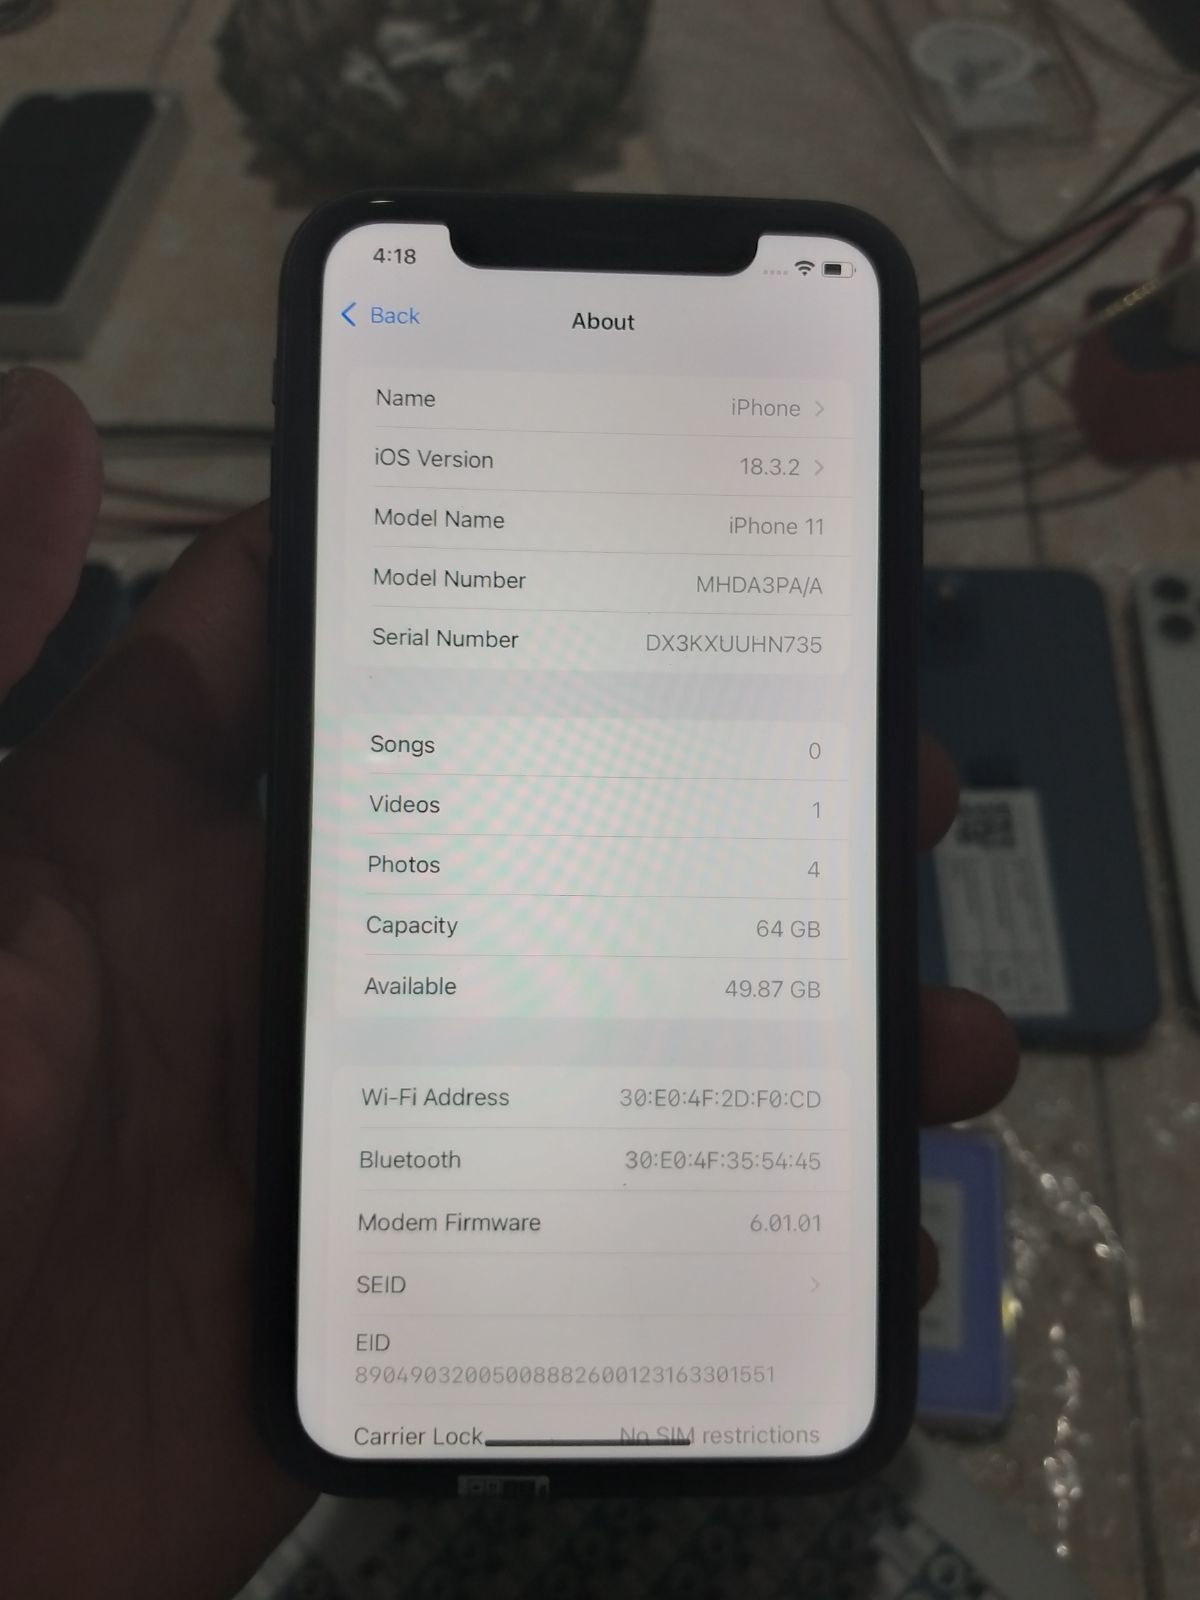 4:18
Back
About
Name iPhone
iOS Version 18.3.2
Model Name iPhone 11
Model Number MHDA3PA/A
Serial Number DX3KXUUHN735
Songs 0
Videos 1
Photos 4
Capacity 64 GB
Available 49.87 GB
Wi-Fi Address 30:E0:4F:2D:F0:CD
Bluetooth 30:E0:4F:35:54:45
Modem Firmware 6.01.01
SEID
EID
89049032005008882600123163301551
Carrier Lock No SIM restrictions